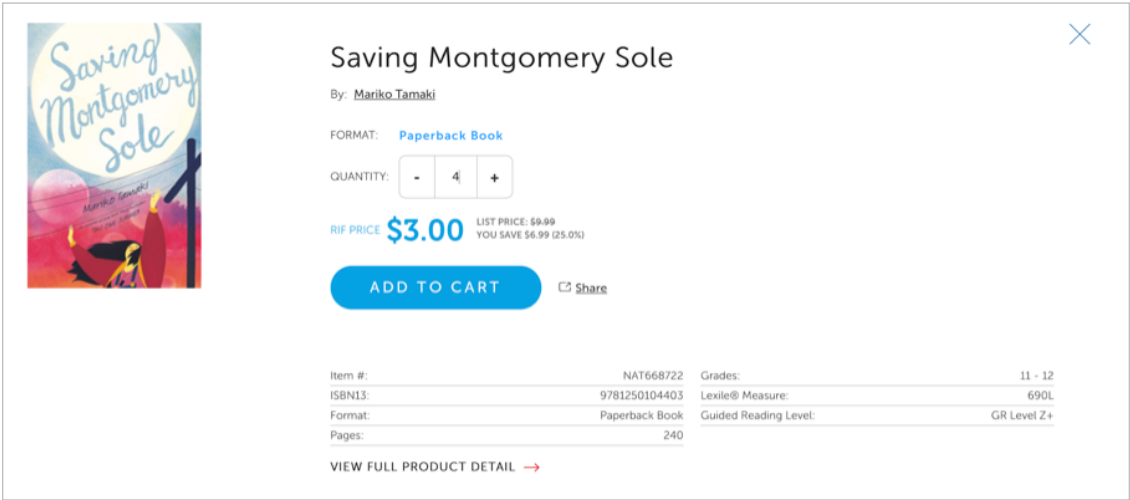 Saving
Montgomery
Sole
Mariko Tamaki
Saving Montgomery Sole
By: Mariko Tamaki
FORMAT: Paperback Book
QUANTITY: - 4 +
RIF PRICE $3.00 LIST PRICE: $9.99
YOU SAVE $6.99 (25.0%)
ADD TO CART Share
Item #: NAT668722
ISBN13: 9781250104403
Format: Paperback Book
Pages: 240
Grades: 11 - 12
Lexile® Measure: 690L
Guided Reading Level: GR Level Z+
VIEW FULL PRODUCT DETAIL →